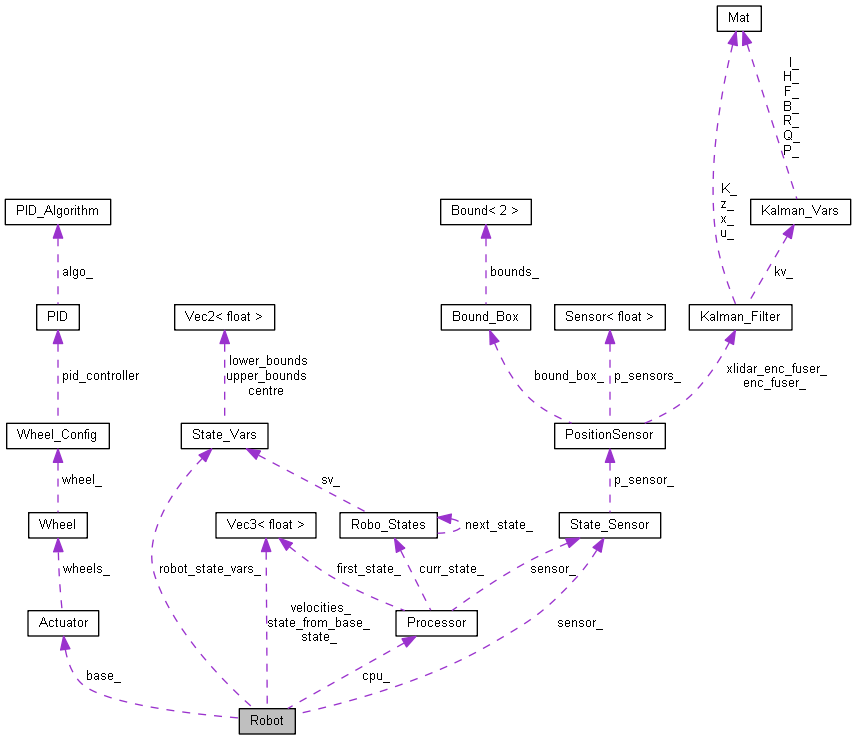 Mat
I_
H_
F_
B_
R_
Q_
P_
K_
z_
x_
u_
PID_Algorithm
Bound< 2 >
Kalman_Vars
algo_
bounds_
kv_
PID
Vec2< float >
Bound_Box
Sensor< float >
Kalman_Filter
pid_controller
lower_bounds
upper_bounds
centre
bound_box_
p_sensors_
xlidar_enc_fuser_
enc_fuser_
Wheel_Config
State_Vars
PositionSensor
wheel_
sv_
p_sensor_
Wheel
Vec3< float >
Robo_States
next_state_
State_Sensor
wheels_
robot_state_vars_
first_state_
curr_state_
sensor_
Actuator
velocities_
state_from_base_
state_
Processor
sensor_
base_
cpu_
Robot